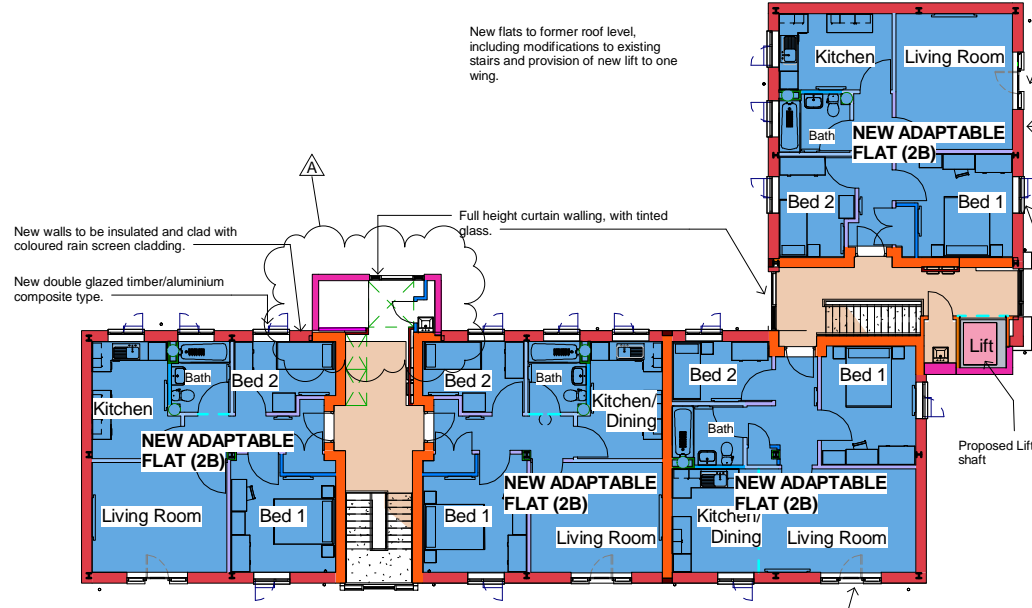 New flats to former roof level,
including modifications to existing
stairs and provision of new lift to one
wing.
Kitchen
Living Room
Bath
NEW ADAPTABLE
FLAT (2B)
Bed 2
Bed 1
A
Full height curtain walling, with tinted
glass.
New walls to be insulated and clad with
coloured rain screen cladding.
New double glazed timber/aluminium
composite type.
Lift
Proposed Lift
shaft
Bath
Bed 2
Kitchen
NEW ADAPTABLE
FLAT (2B)
Living Room
Bed 1
Bed 2
Bath
Kitchen/
Dining
NEW ADAPTABLE
FLAT (2B)
Bed 1
Living Room
Bed 2
Bed 1
Bath
NEW ADAPTABLE
FLAT (2B)
Kitchen/
Dining
Living Room